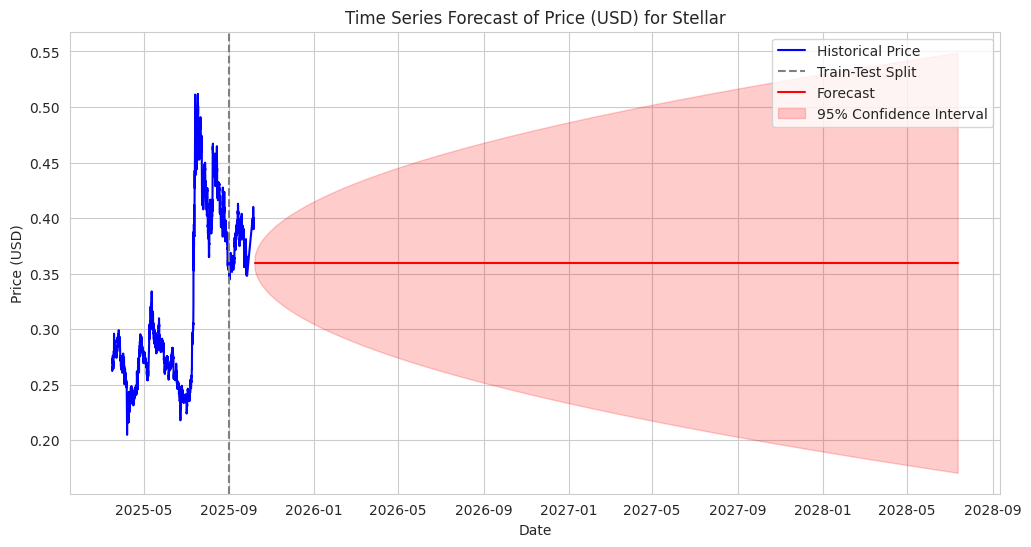 Time Series Forecast of Price (USD) for Stellar
Historical Price
Train-Test Split
Forecast
95% Confidence Interval
Price (USD)
0.55
0.50
0.45
0.40
0.35
0.30
0.25
0.20
2025-05 2025-09 2026-01 2026-05 2026-09 2027-01 2027-05 2027-09 2028-01 2028-05 2028-09
Date